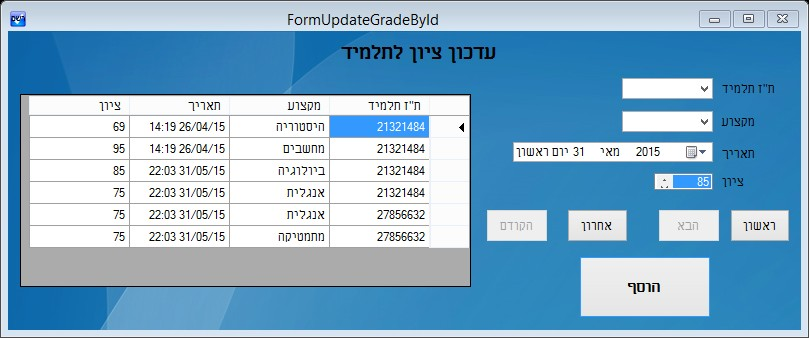 FormUpdateGradeById
עדכון ציון לתלמיד
ת"ז תלמיד
מקצוע
תאריך 31 יום ראשון מאי 2015
ציון 85
ראשון הבא אחרון הקודם
הוסף
ת"ז תלמיד מקצוע תאריך ציון
21321484 היסטוריה 14:19 26/04/15 69
21321484 מחשבים 14:19 26/04/15 95
21321484 ביולוגיה 22:03 31/05/15 85
21321484 אנגלית 22:03 31/05/15 75
27856632 אנגלית 22:03 31/05/15 75
27856632 מתמטיקה 22:03 31/05/15 75